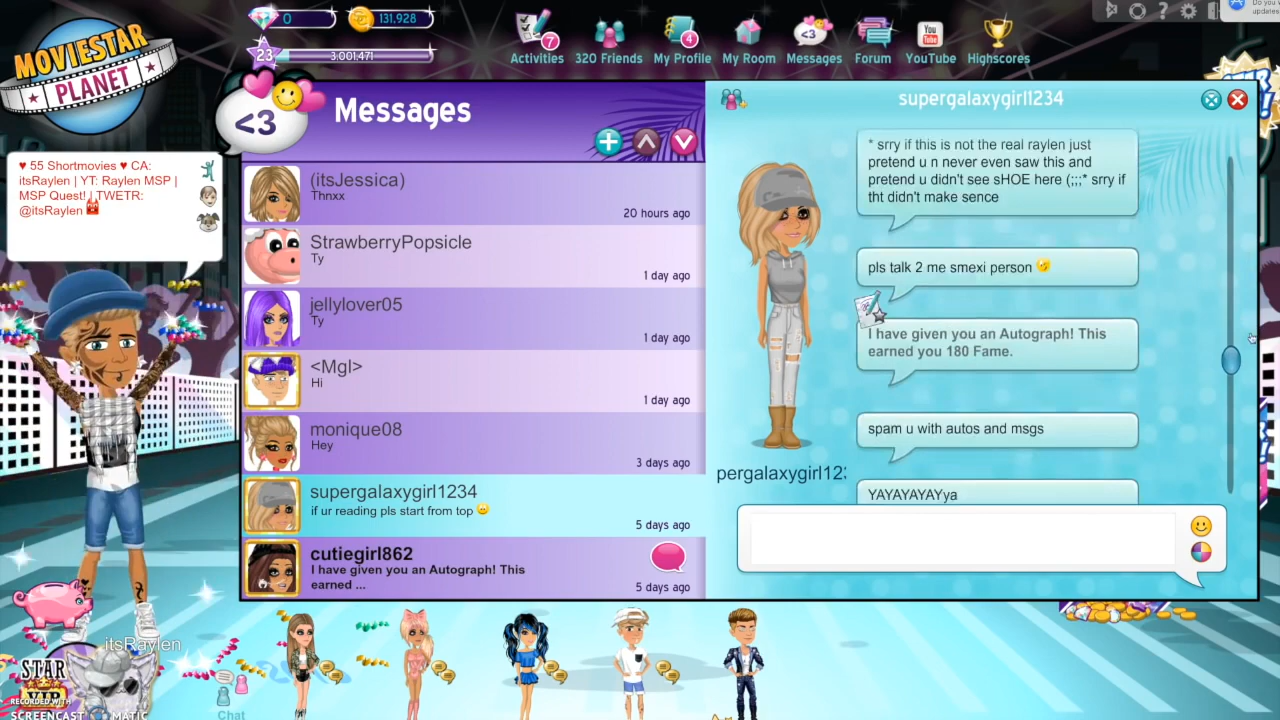 MOVIESTAR
PLANET
0
131,928
23
3,001,471
7
4
<3
You
Tube
Activities
320 Friends
My Profile
My Room
Messages
Forum
YouTube
Highscores
Do you
updates
♥ 55 Shortmovies ♥ CA:
itsRaylen | YT: Raylen MSP |
MSP Quest! | TWETR:
@itsRaylen
<3
Messages
(itsJessica)
Thnxx
20 hours ago
StrawberryPopsicle
Ty
1 day ago
jellylover05
Ty
1 day ago
<Mgl>
Hi
1 day ago
monique08
Hey
3 days ago
supergalaxygirl1234
if ur reading pls start from top
5 days ago
cutiegirl862
I have given you an Autograph! This
earned ...
5 days ago
supergalaxygirl1234
* srry if this is not the real raylen just
pretend u n never even saw this and
pretend u didn't see sHOE here (;;;* srry if
tht didn't make sence
pls talk 2 me smexi person
I have given you an Autograph! This
earned you 180 Fame.
spam u with autos and msgs
YAYAYAYAYya
pergalaxygirl123
itsRaylen
STAR
VIP
RECORDED WITH
SCREENCAST MATIC
Chat